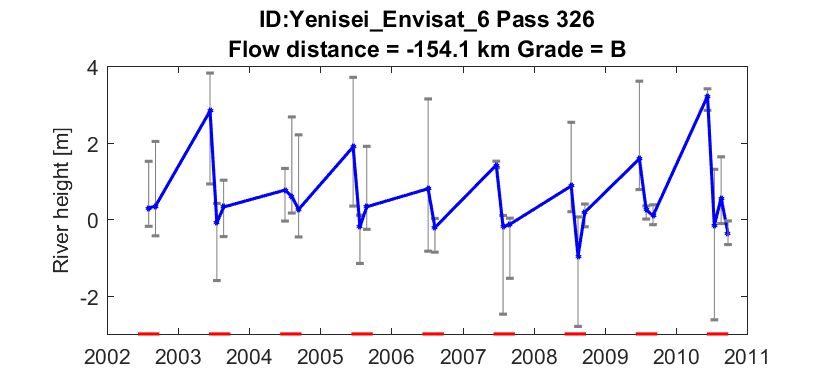 ID:Yenisei_Envisat_6 Pass 326
Flow distance = -154.1 km Grade = B
River height [m]
4
2
0
-2
2002 2003 2004 2005 2006 2007 2008 2009 2010 2011